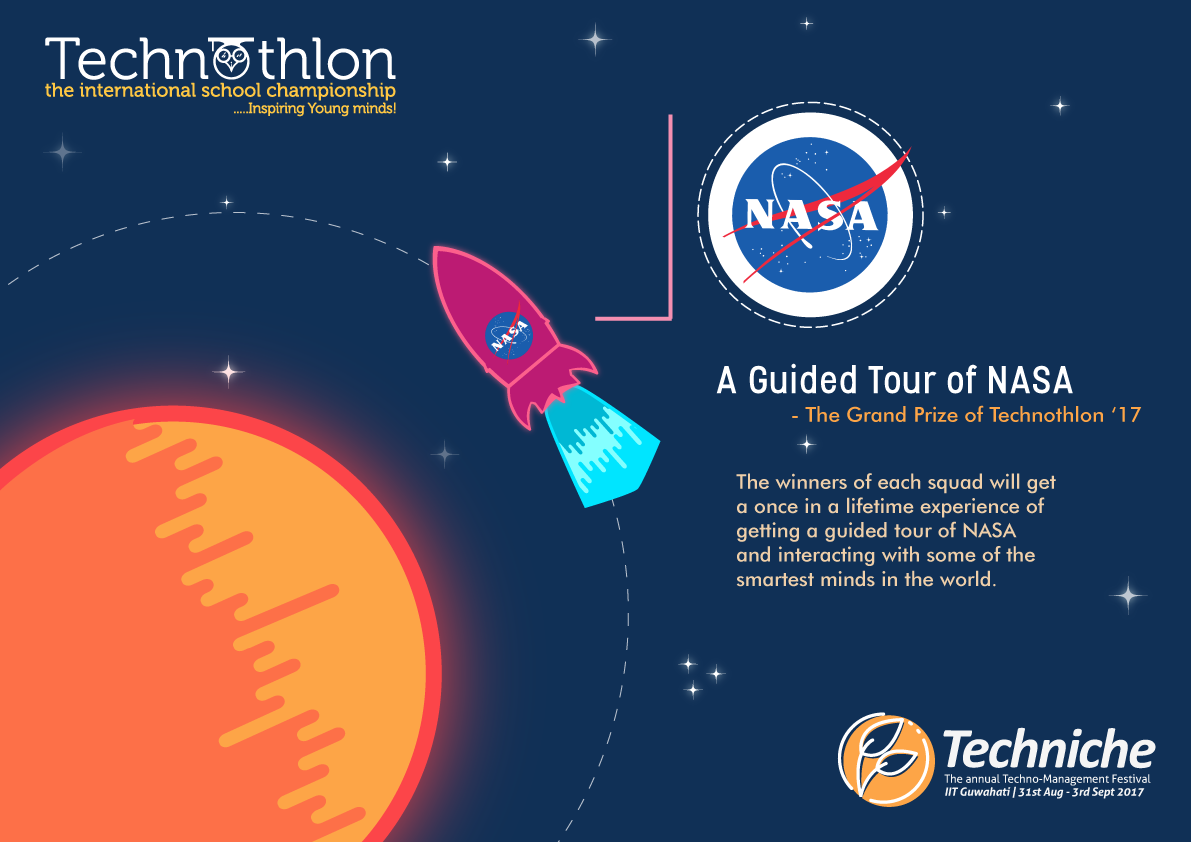 Technothlon
the international school championship
.....Inspiring Young minds!
NASA
NASA
A Guided Tour of NASA
- The Grand Prize of Technothlon ‘17
The winners of each squad will get
a once in a lifetime experience of
getting a guided tour of NASA
and interacting with some of the
smartest minds in the world.
Techniche
The annual Techno-Management Festival
IIT Guwahati | 31st Aug - 3rd Sept 2017